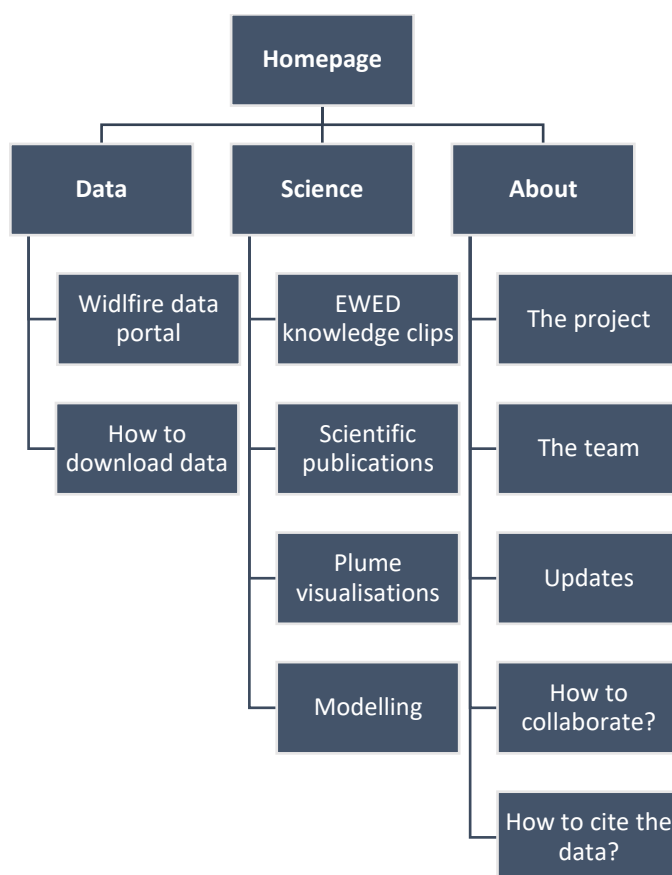 Homepage
Data
Science
About
Widlfire data
portal
How to
download data
EWED
knowledge clips
Scientific
publications
Plume
visualisations
Modelling
The project
The team
Updates
How to
collaborate?
How to cite the
data?